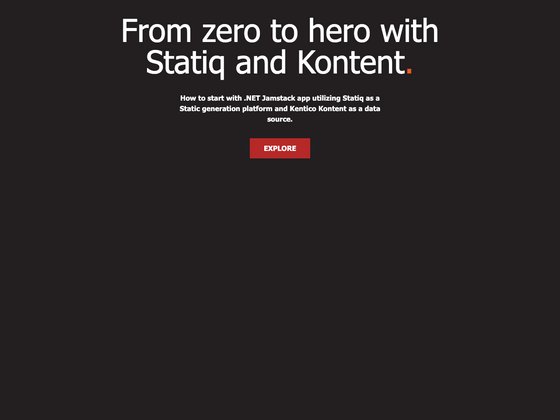 From zero to hero with
Statiq and Kontent.
How to start with .NET Jamstack app utilizing Statiq as a
Static generation platform and Kentico Kontent as a data
source.
EXPLORE